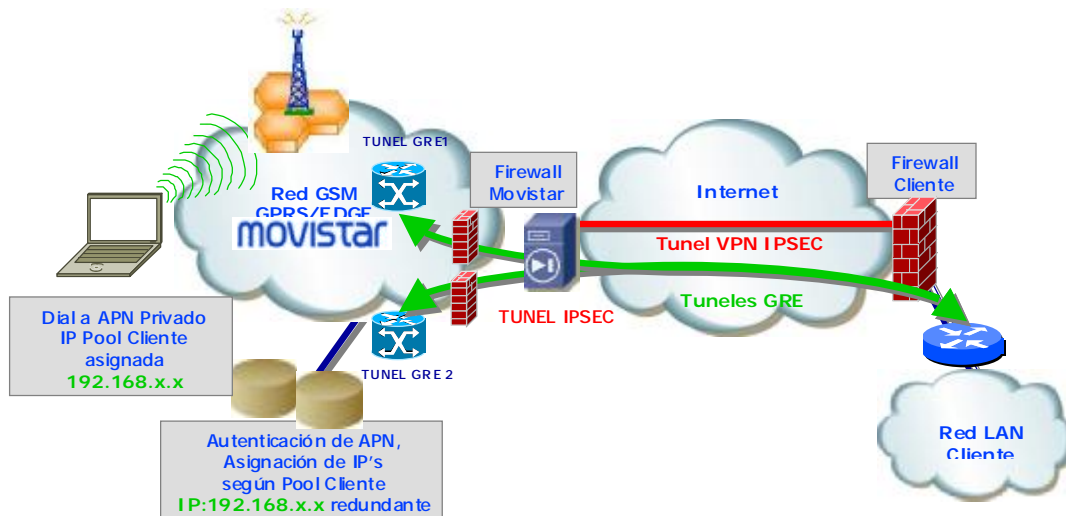 TUNEL GRE1
Red GSM
GPRS/EDGE
movistar
Firewall
Movistar
Internet
Firewall
Cliente
Tunel VPN IPSEC
Tuneles GRE
TUNEL IPSEC
Dial a APN Privado
IP Pool Cliente
asignada
192.168.x.x
TUNEL GRE 2
Autenticación de APN,
Asignación de IP's
según Pool Cliente
IP:192.168.x.x redundante
Red LAN
Cliente